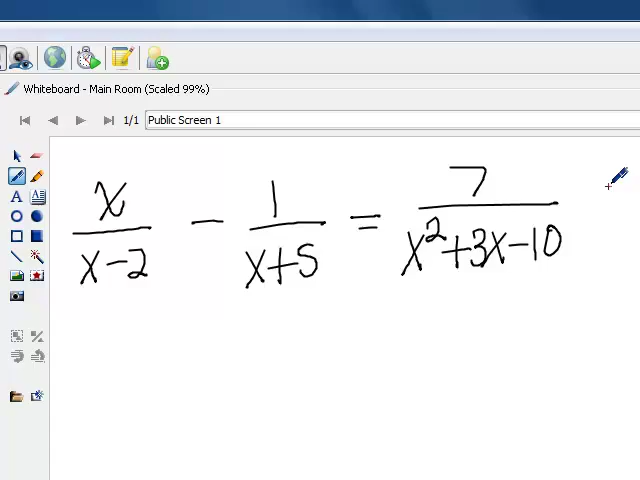 Whiteboard - Main Room (Scaled 99%)
1/1 Public Screen 1
A A
x/(x-2) - 1/(x+5) = 7/(x²+3x-10)